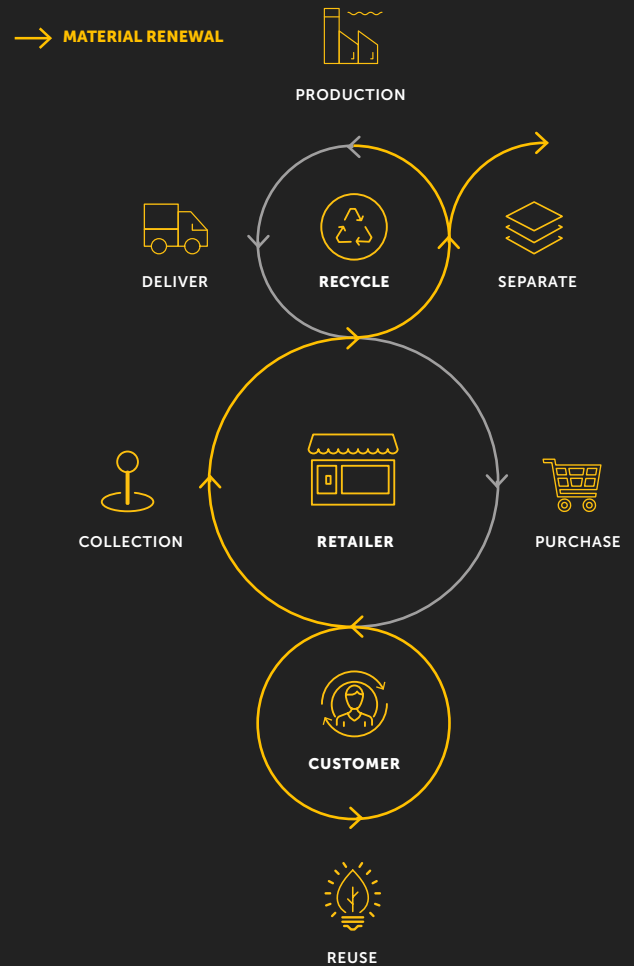 MATERIAL RENEWAL
PRODUCTION
DELIVER
RECYCLE
SEPARATE
COLLECTION
RETAILER
PURCHASE
CUSTOMER
REUSE